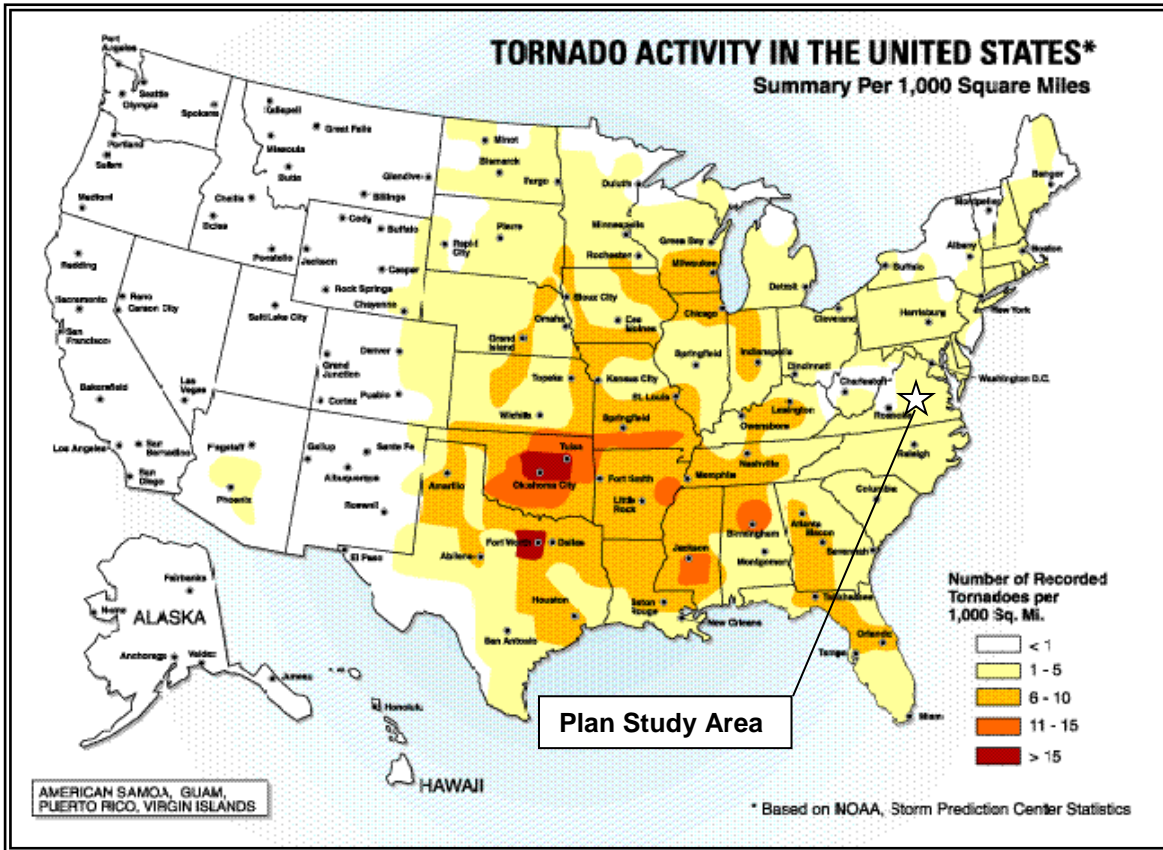 TORNADO ACTIVITY IN THE UNITED STATES*
Summary Per 1,000 Square Miles
Port
Angeles
Seattle
Olympia
Spokane
Portland
Salem
Medford
Kalispell
Great Falls
Missoula
Butte
Glendive
Billings
Challis
Boise
Pocatello
Cody
Buffalo
Jackson
Casper
Rock Springs
Cheyenne
Minot
Bismarck
Fargo
Rapid
City
Pierre
Duluth
Minneapolis
Rochester
Green Bay
Milwaukee
Redding
Sacramento
San
Francisco
Reno
Carson City
Salt Lake City
Bakersfield
Las
Vegas
Los Angeles
San
Bernardino
San
Diego
Flagstaff
Phoenix
Denver
Grand
Junction
Pueblo
Cortez
Gallup
Santa Fe
Albuquerque
Roswell
El Paso
Sioux City
Omaha
Grand
Island
Des
Moines
Topeka
Kansas City
Wichita
St. Louis
Springfield
Chicago
Springfield
Indianapolis
Detroit
Cleveland
Cincinnati
Buffalo
Albany
Montpelier
Bangor
Boston
New York
Harrisburg
Washington D.C.
Charleston
Roanoke
Lexington
Owensboro
Nashville
Memphis
Raleigh
Columbia
Tulsa
Oklahoma City
Fort Smith
Little
Rock
Amarillo
Abilene
Fort Worth
Dallas
Houston
San Antonio
Jackson
Baton
Rouge
New Orleans
Birmingham
Montgomery
Atlanta
Macon
Savannah
Tallahassee
Orlando
Tampa
Miami
Fairbanks
Nome
ALASKA
Anchorage
Valdez
Juneau
Honolulu
HAWAII
Plan Study Area
Number of Recorded
Tornadoes per
1,000 Sq. Mi.
< 1
1 - 5
6 - 10
11 - 15
> 15
AMERICAN SAMOA, GUAM,
PUERTO RICO, VIRGIN ISLANDS
* Based on NOAA, Storm Prediction Center Statistics